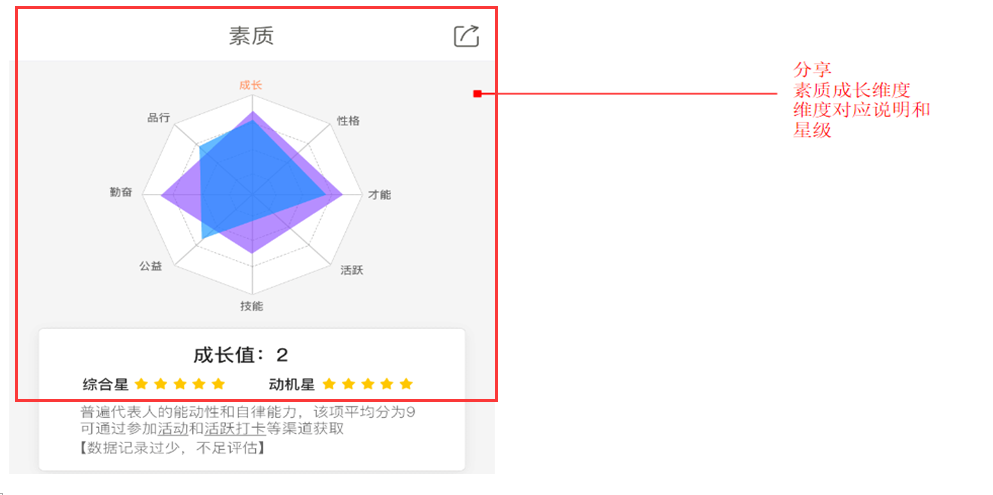 素质
成长
品行
性格
勤奋
才能
公益
活跃
技能
成长值：2
综合星
动机星
普遍代表人的能动性和自律能力，该项平均分为9
可通过参加活动和活跃打卡等渠道获取
【数据记录过少，不足评估】
分享
素质成长维度
维度对应说明和
星级